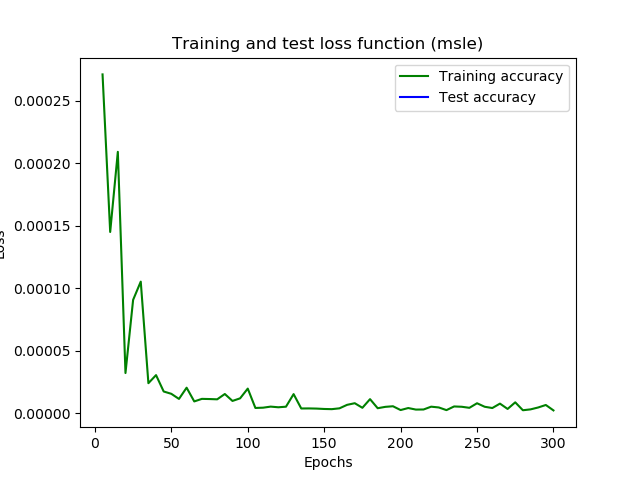 Training and test loss function (msle)
Training accuracy
Test accuracy
0.00025
0.00020
0.00015
0.00010
0.00005
0.00000
Loss
0 50 100 150 200 250 300
Epochs